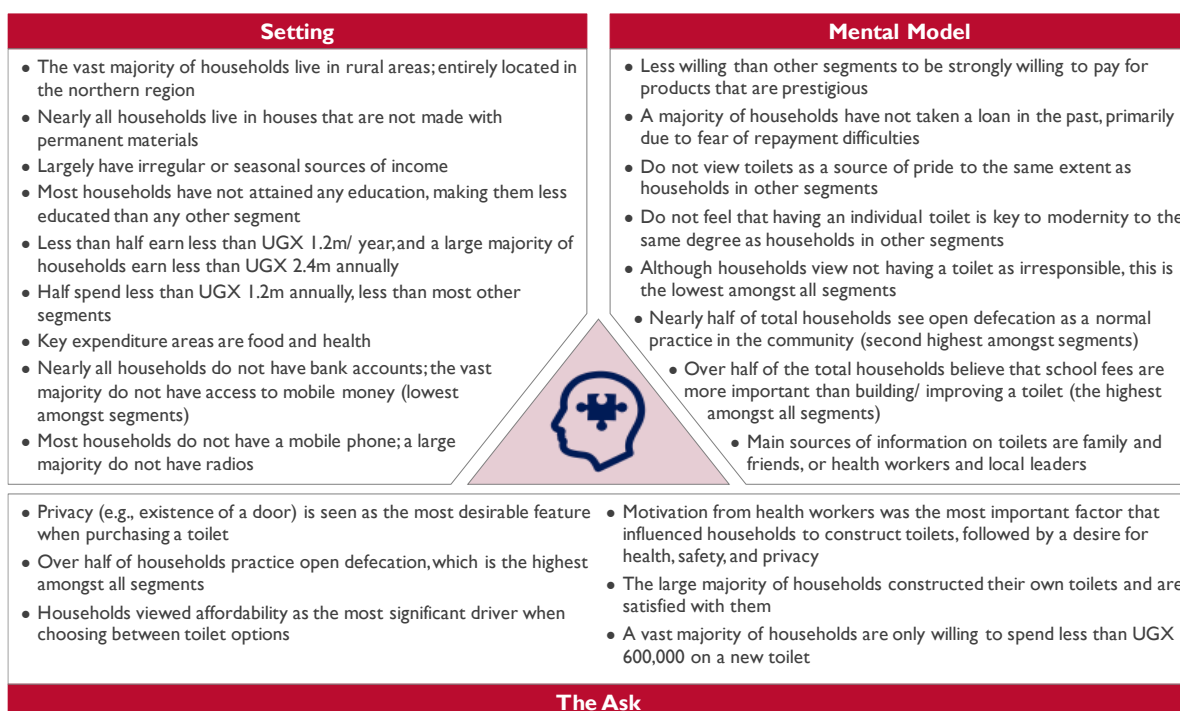 Setting
• The vast majority of households live in rural areas; entirely located in
the northern region
• Nearly all households live in houses that are not made with
permanent materials
• Largely have irregular or seasonal sources of income
• Most households have not attained any education, making them less
educated than any other segment
• Less than half earn less than UGX 1.2m/ year, and a large majority of
households earn less than UGX 2.4m annually
• Half spend less than UGX 1.2m annually, less than most other
segments
• Key expenditure areas are food and health
• Nearly all households do not have bank accounts; the vast
majority do not have access to mobile money (lowest
amongst segments)
• Most households do not have a mobile phone; a large
majority do not have radios
Mental Model
• Less willing than other segments to be strongly willing to pay for
products that are prestigious
• A majority of households have not taken a loan in the past, primarily
due to fear of repayment difficulties
• Do not view toilets as a source of pride to the same extent as
households in other segments
• Do not feel that having an individual toilet is key to modernity to the
same degree as households in other segments
• Although households view not having a toilet as irresponsible, this is
the lowest amongst all segments
• Nearly half of total households see open defecation as a normal
practice in the community (second highest amongst segments)
• Over half of the total households believe that school fees are
more important than building/ improving a toilet (the highest
amongst all segments)
• Main sources of information on toilets are family and
friends, or health workers and local leaders
• Privacy (e.g., existence of a door) is seen as the most desirable feature
when purchasing a toilet
• Over half of households practice open defecation, which is the highest
amongst all segments
• Households viewed affordability as the most significant driver when
choosing between toilet options
• Motivation from health workers was the most important factor that
influenced households to construct toilets, followed by a desire for
health, safety, and privacy
• The large majority of households constructed their own toilets and are
satisfied with them
• A vast majority of households are only willing to spend less than UGX
600,000 on a new toilet
The Ask